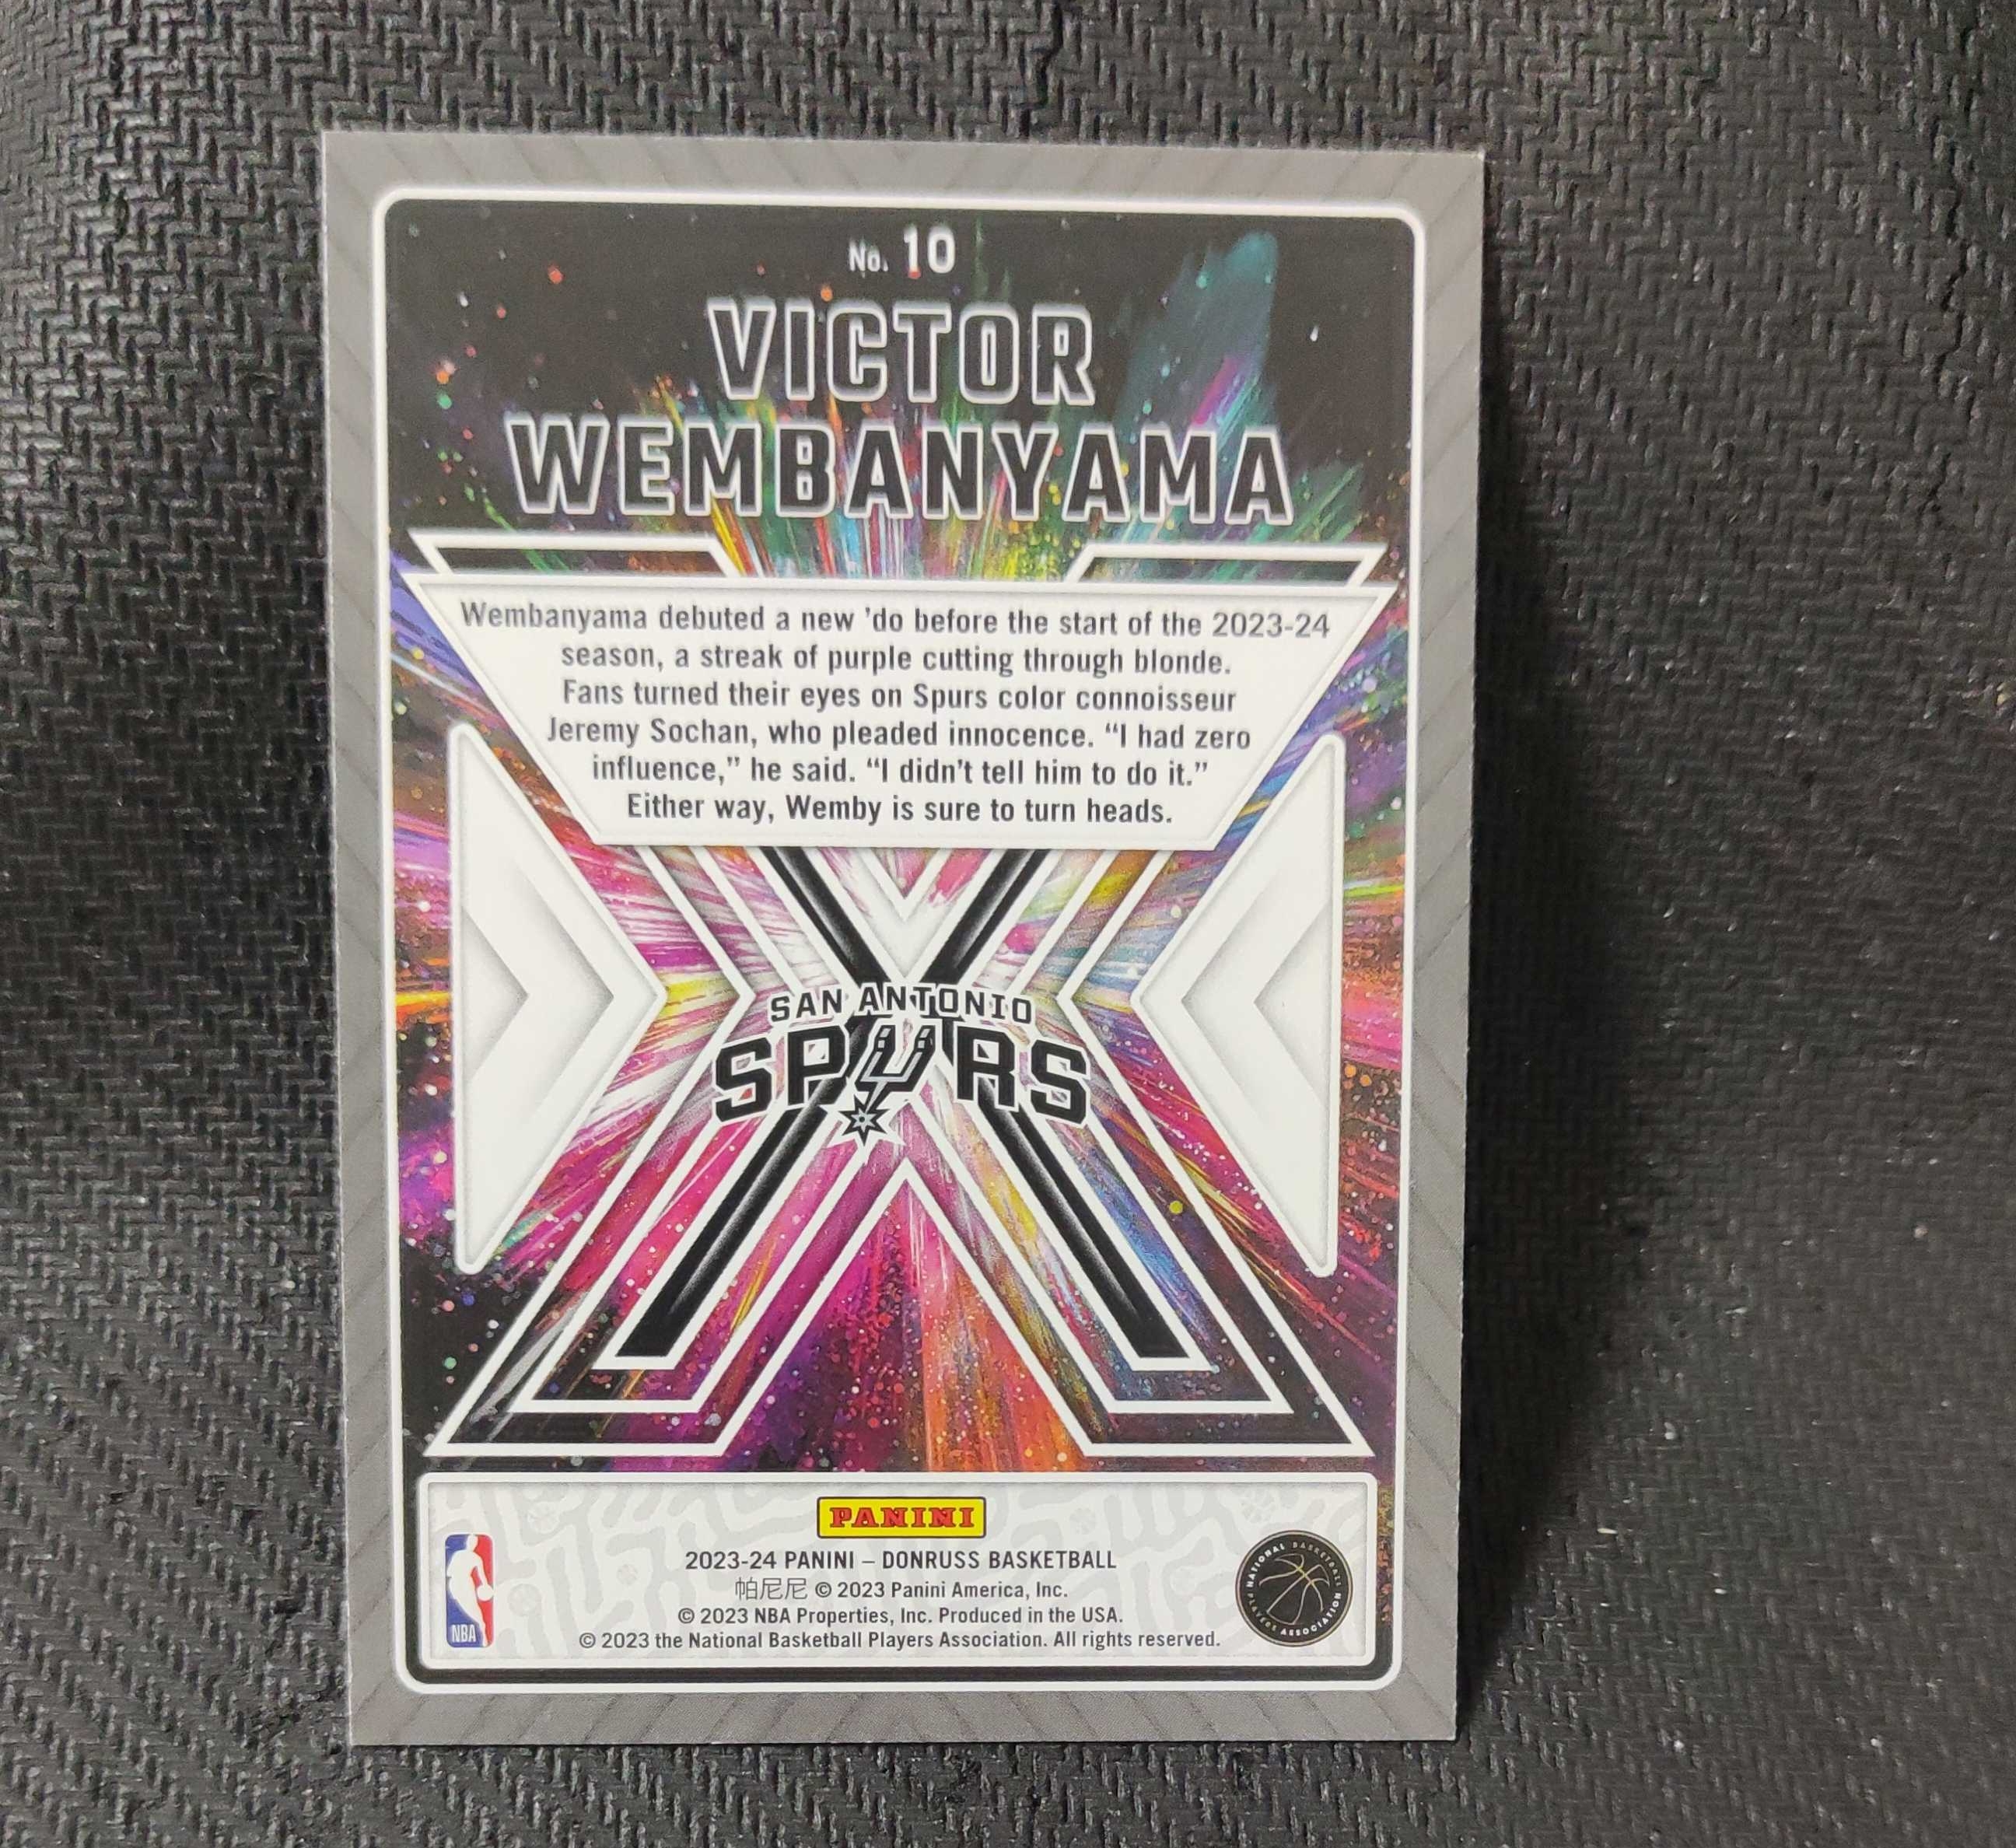 No. 10
VICTOR
WEMBANYAMA
Wembanyama debuted a new 'do before the start of the 2023-24
season, a streak of purple cutting through blonde.
Fans turned their eyes on Spurs color connoisseur
Jeremy Sochan, who pleaded innocence. “I had zero
influence,” he said. “I didn't tell him to do it.”
Either way, Wemby is sure to turn heads.
SAN ANTONIO
SPURS
PANINI
2023-24 PANINI – DONRUSS BASKETBALL
帕尼尼 © 2023 Panini America, Inc.
© 2023 NBA Properties, Inc. Produced in the USA.
© 2023 the National Basketball Players Association. All rights reserved.
NBA
NATIONAL BASKETBALL PLAYERS ASSOCIATION